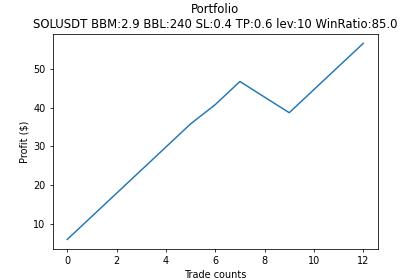 Portfolio
SOLUSDT BBM:2.9 BBL:240 SL:0.4 TP:0.6 lev:10 WinRatio:85.0
Profit ($)
50
40
30
20
10
0 2 4 6 8 10 12
Trade counts